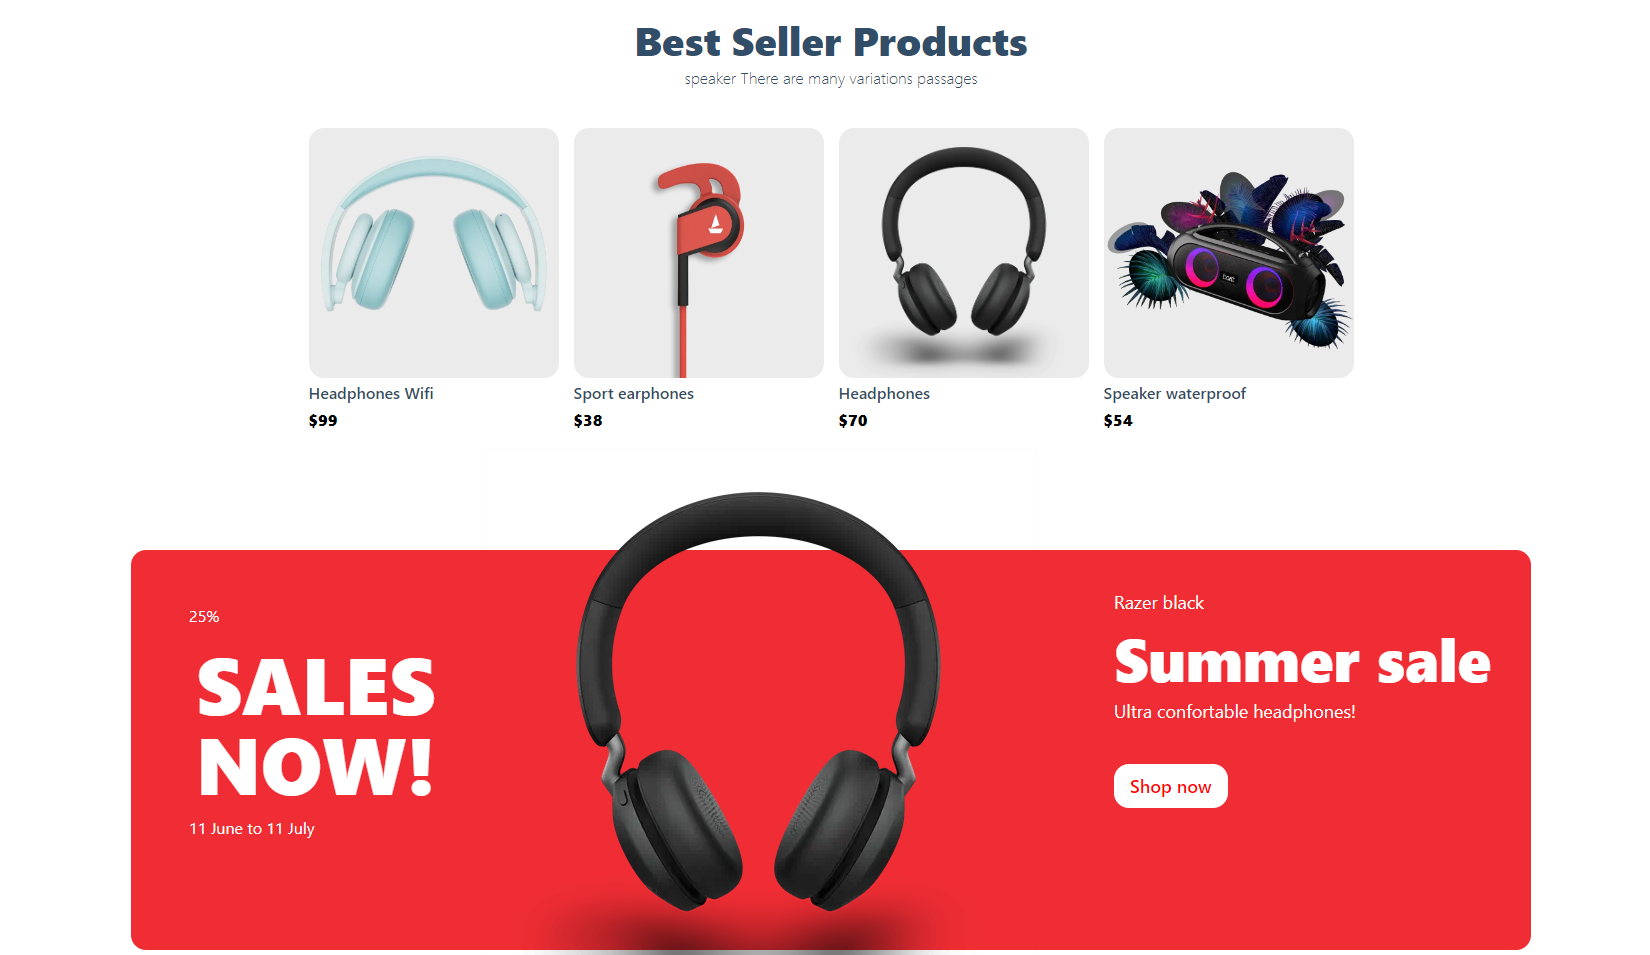 Best Seller Products
speaker There are many variations passages
Headphones Wifi
$99
Sport earphones
$38
Headphones
$70
Speaker waterproof
$54
25%
SALES
NOW!
11 June to 11 July
Razer black
Summer sale
Ultra confortable headphones!
Shop now